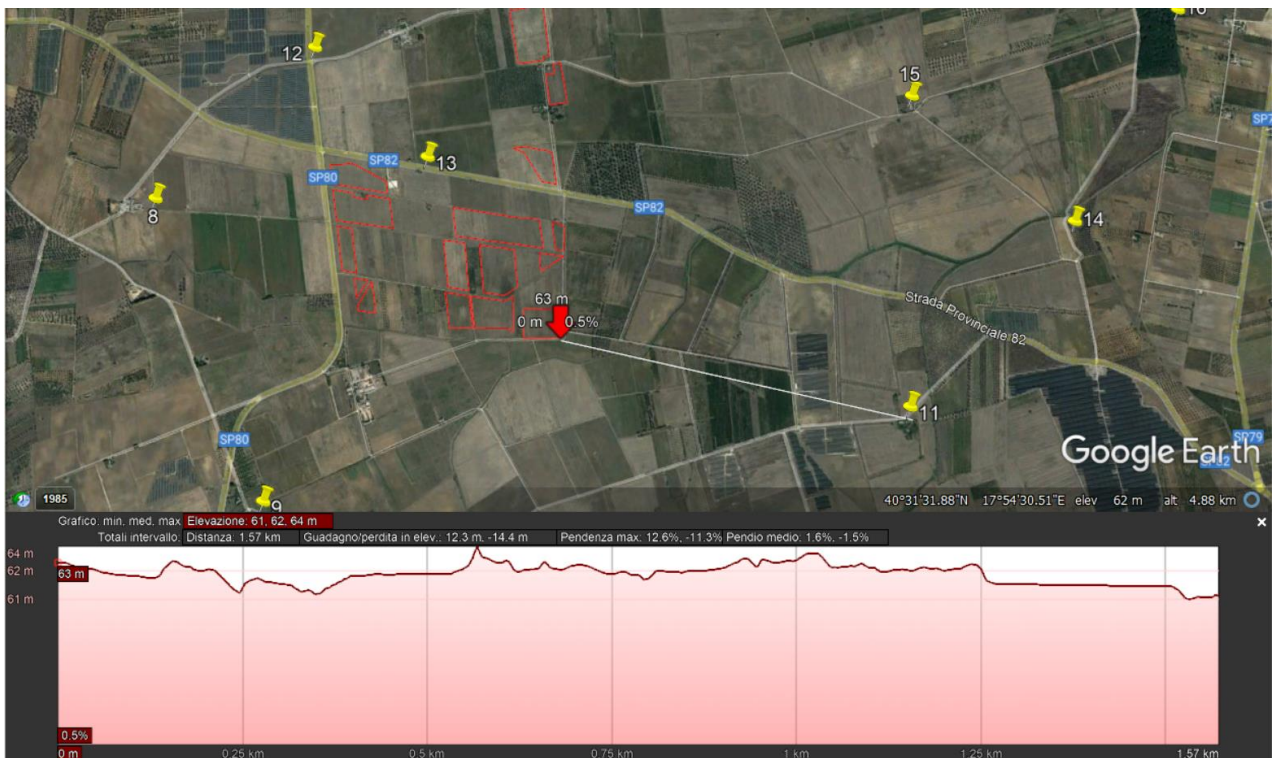 16
12
15
SP79
13
SP82
SP80
8
SP82
14
63 m
0 m
0.5%
Strada Provinciale 82
11
SP80
SP79
Google Earth
9
1985
40°31'31.88"N 17°54'30.51"E elev 62 m alt 4.88 km
Grafico: min. med. max Elevazione: 61, 62, 64 m
Totali intervallo: Distanza: 1.57 km Guadagno/perdita in elev.: 12.3 m, -14.4 m Pendenza max: 12.6%, -11.3% Pendio medio: 1.6%, -1.5%
64 m
62 m
63 m
61 m
0.5%
0 m 0.25 km 0.5 km 0.75 km 1 km 1.25 km 1.57 km